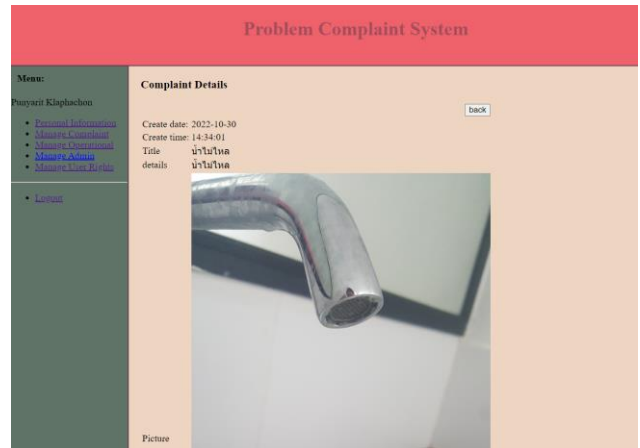 Problem Complaint System
Menu:
Punyarit Klaphachon
Personal Information
Manage Complaint
Manage Operational
Manage Admin
Manage User Rights
Logout
Complaint Details
back
Create date: 2022-10-30
Create time: 14:34:01
Title น้ำไม่ไหล
details น้ำไม่ไหล
Picture